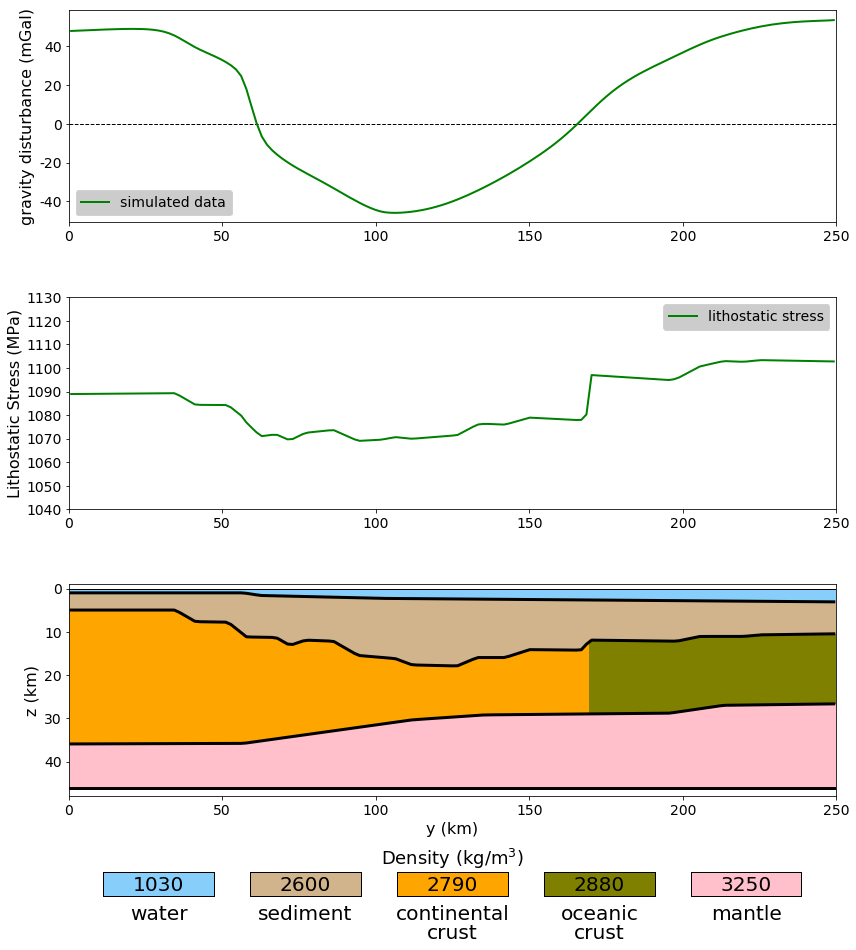 gravity disturbance (mGal)
40
20
0
-20
-40
simulated data
0 50 100 150 200 250
Lithostatic Stress (MPa)
1130
1120
1110
1100
1090
1080
1070
1060
1050
1040
lithostatic stress
0 50 100 150 200 250
z (km)
0
10
20
30
40
0 50 100 150 200 250
y (km)
Density (kg/m³)
1030 2600 2790 2880 3250
water sediment continental oceanic mantle
crust crust